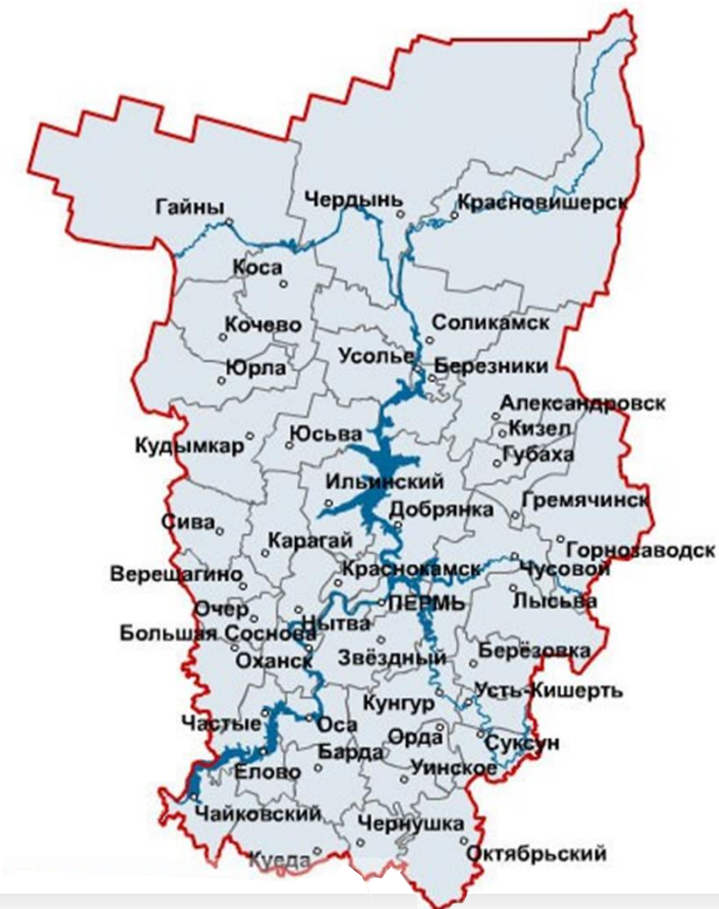 Гайны
Чердынь
Красновишерск
Коса
Кочево
Соликамск
Юрла
Усолье
Березники
Александровск
Кизел
Губаха
Кудымкар
Юсьва
Ильинский
Добрянка
Гремячинск
Сива
Карагай
Горнозаводск
Верещагино
Краснокамск
Чусовой
Очер
ПЕРМЬ
Лысьва
Нытва
Большая Соснова
Оханск
Звёздный
Берёзовка
Кунгур
Усть-Кишерть
Частые
Оса
Орда
Суксун
Барда
Уинское
Елово
Чайковский
Чернушка
Куеда
Октябрьский